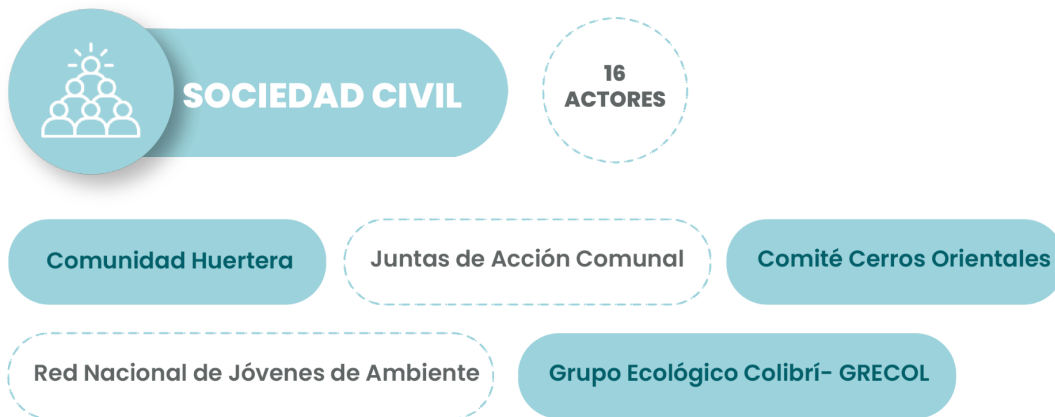 SOCIEDAD CIVIL
16
ACTORES
Comunidad Huertera
Juntas de Acción Comunal
Comité Cerros Orientales
Red Nacional de Jóvenes de Ambiente
Grupo Ecológico Colibrí- GRECOL